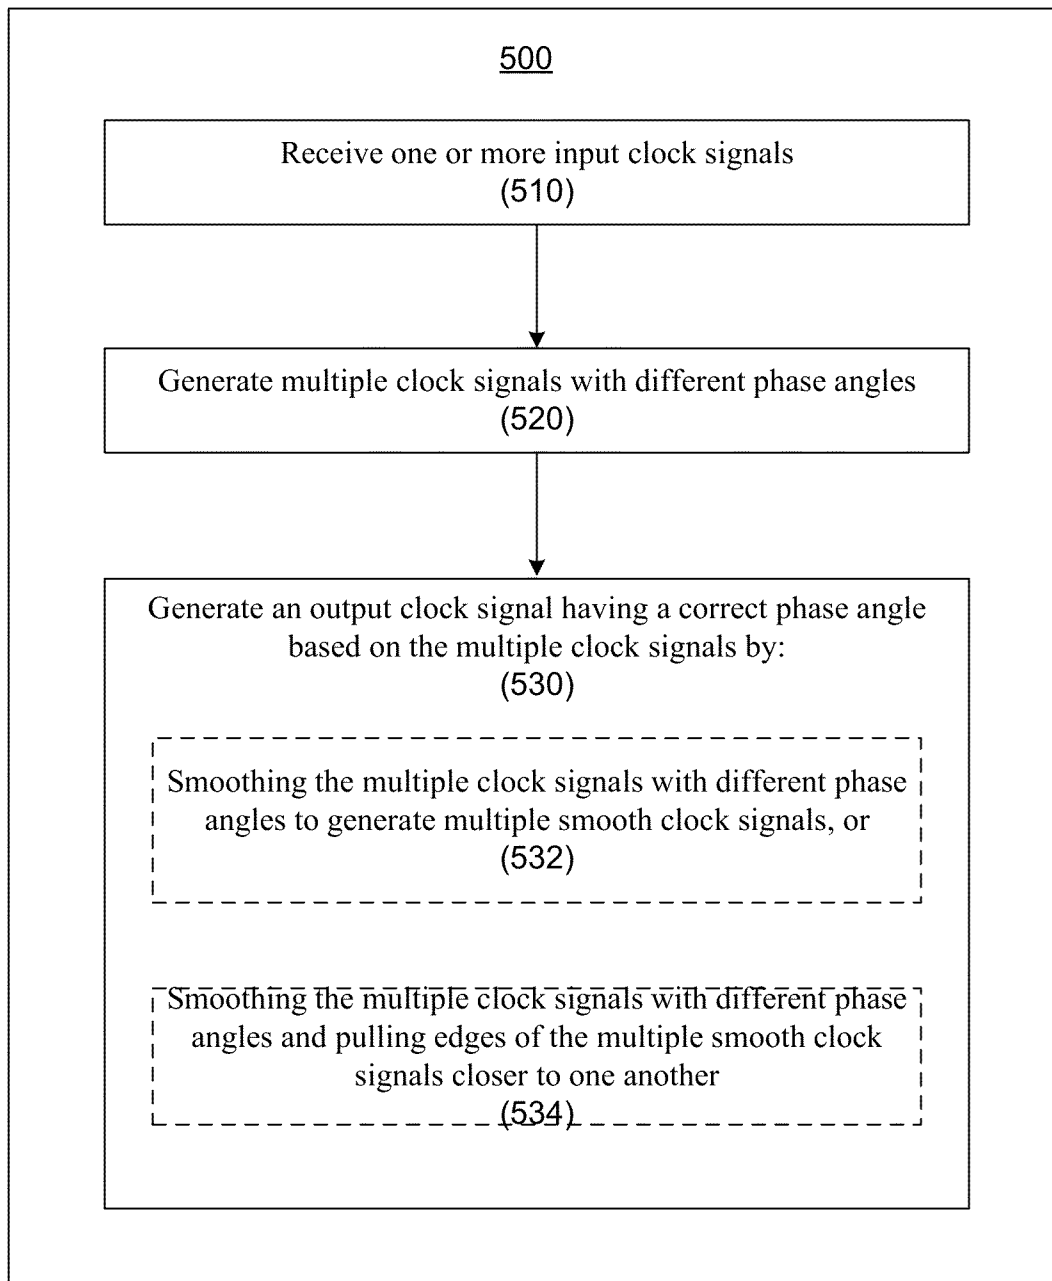 500
Receive one or more input clock signals
(510)
Generate multiple clock signals with different phase angles
(520)
Generate an output clock signal having a correct phase angle
based on the multiple clock signals by:
(530)
Smoothing the multiple clock signals with different phase
angles to generate multiple smooth clock signals, or
(532)
Smoothing the multiple clock signals with different phase
angles and pulling edges of the multiple smooth clock
signals closer to one another
(534)